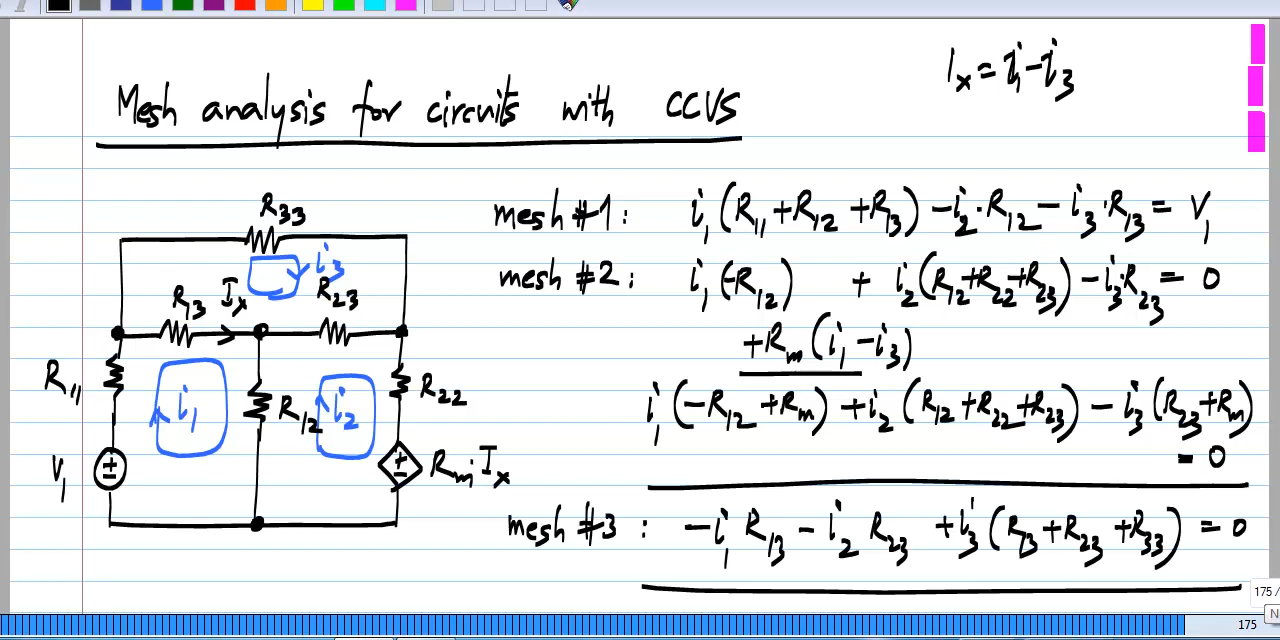 Iₓ = i₁ - i₃
Mesh analysis for circuits with CCVS
R₃₃
i₃
R₁₃
Iₓ
R₂₃
R₁₁
i₁
R₁₂
i₂
R₂₂
V₁
RₘIₓ
mesh #1: i₁(R₁₁ + R₁₂ + R₁₃) - i₂·R₁₂ - i₃·R₁₃ = V₁
mesh #2: i₁(-R₁₂) + i₂(R₁₂+R₂₂+R₂₃) - i₃·R₂₃ = 0
+Rₘ(i₁ - i₃)
i₁(-R₁₂ + Rₘ) + i₂(R₁₂ + R₂₂ + R₂₃) - i₃(R₂₃ + Rₘ)
= 0
mesh #3: -i₁ R₁₃ - i₂ R₂₃ + i₃(R₁₃ + R₂₃ + R₃₃) = 0
175 /
N
175